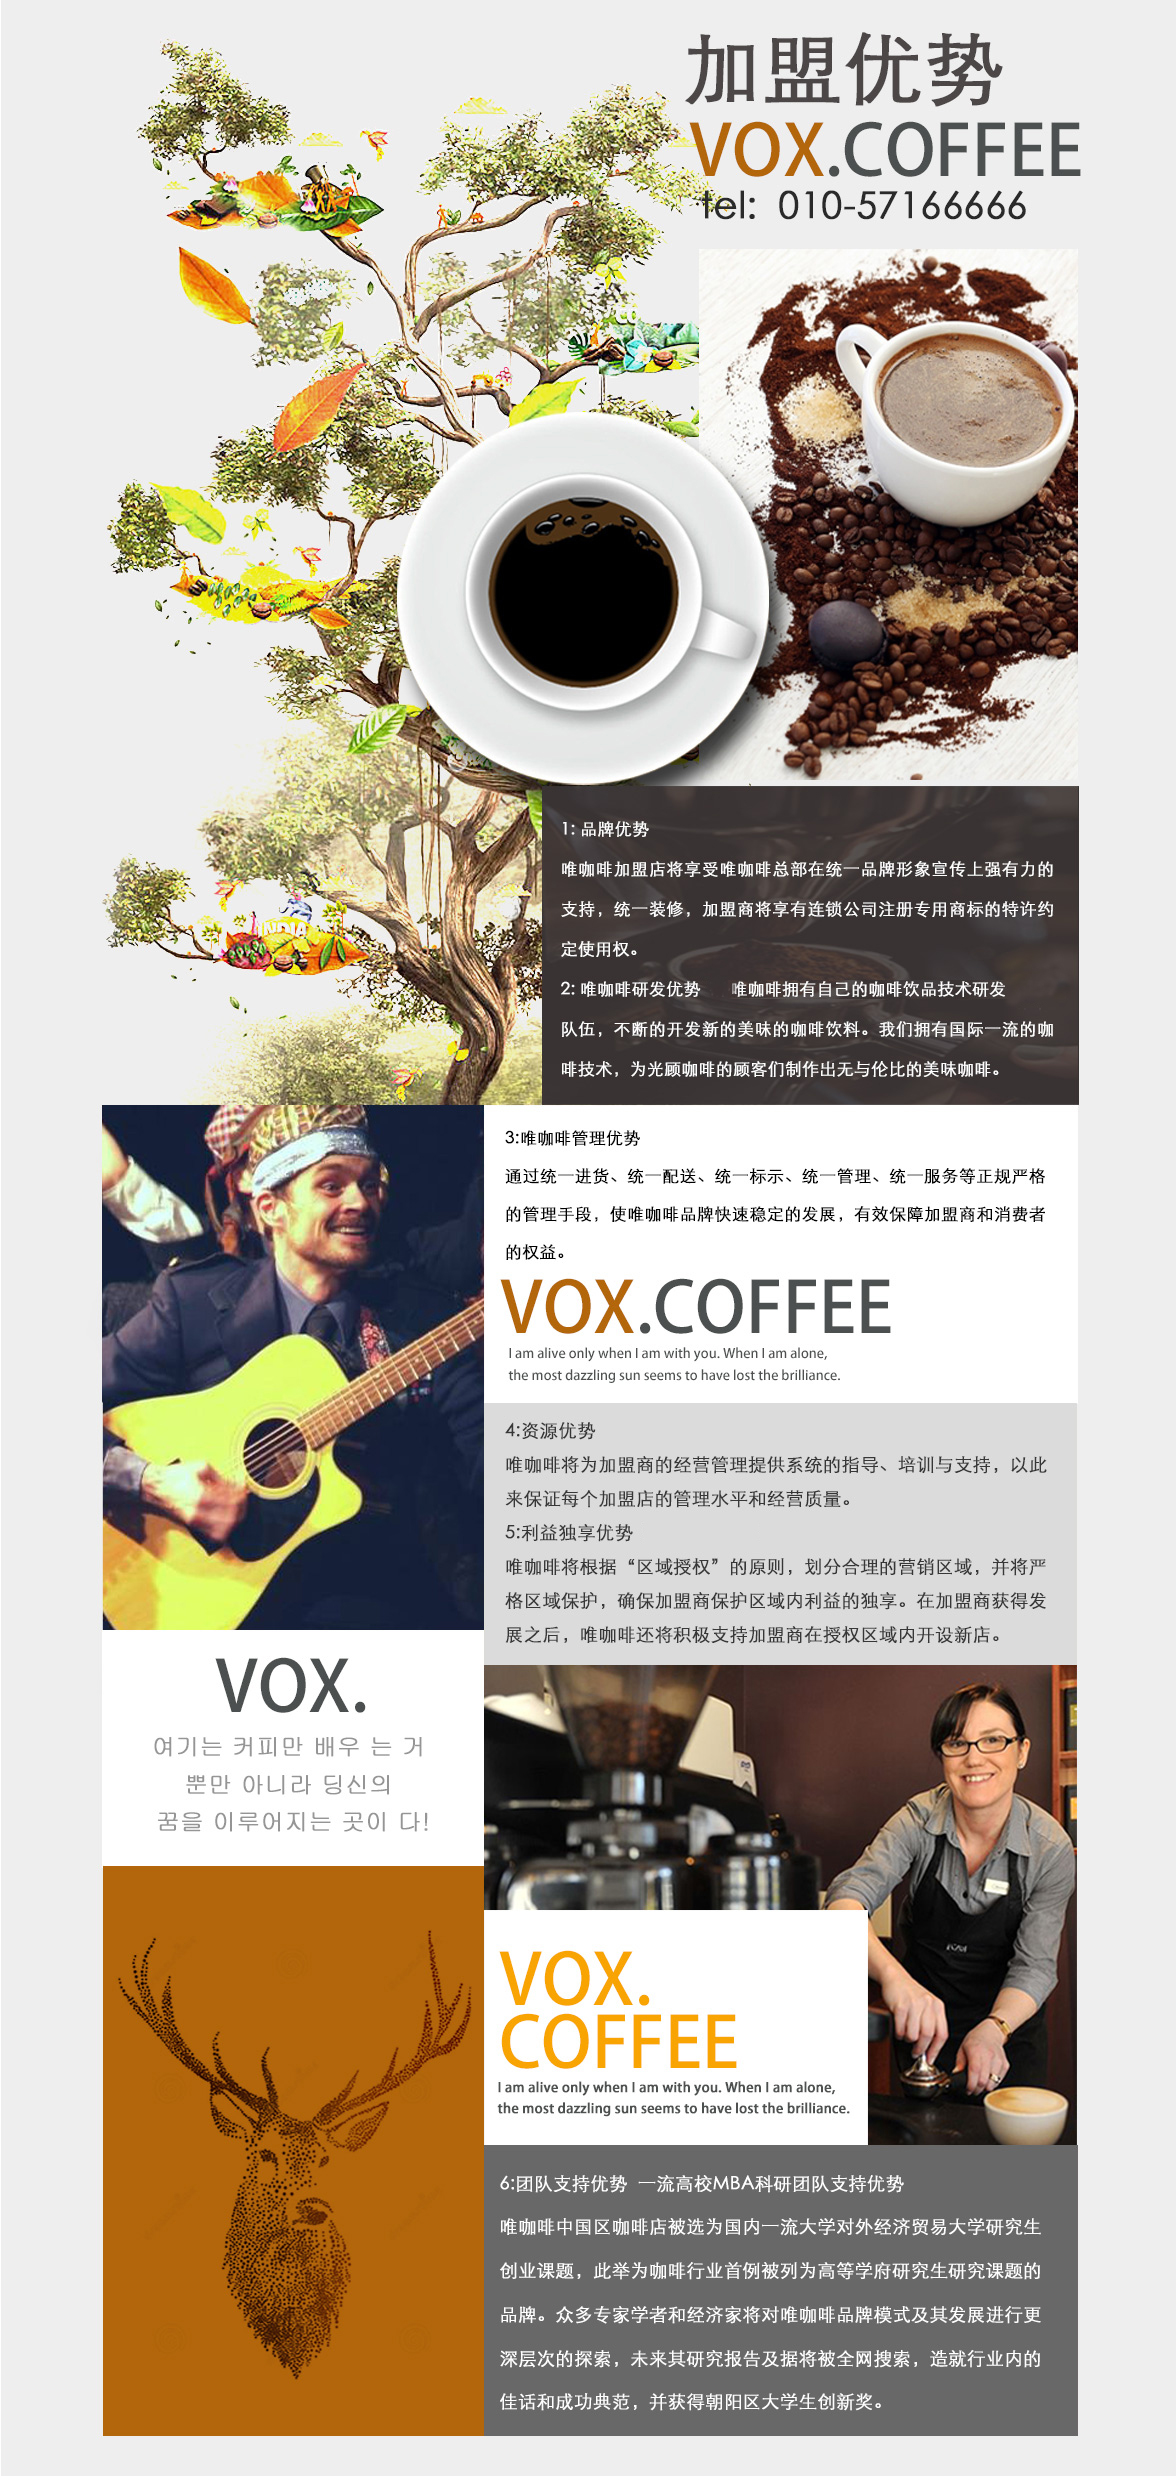 加盟优势
VOX.COFFEE
tel: 010-57166666
1: 品牌优势
唯咖啡加盟店将享受唯咖啡总部在统一品牌形象宣传上强有力的
支持，统一装修，加盟商将享有连锁公司注册专用商标的特许约
定使用权。
2: 唯咖啡研发优势 唯咖啡拥有自己的咖啡饮品技术研发
队伍，不断的开发新的美味的咖啡饮料。我们拥有国际一流的咖
啡技术，为光顾咖啡的顾客们制作出无与伦比的美味咖啡。
INDIA
3:唯咖啡管理优势
通过统一进货、统一配送、统一标示、统一管理、统一服务等正规严格
的管理手段，使唯咖啡品牌快速稳定的发展，有效保障加盟商和消费者
的权益。
VOX.COFFEE
I am alive only when I am with you. When I am alone,
the most dazzling sun seems to have lost the brilliance.
4:资源优势
唯咖啡将为加盟商的经营管理提供系统的指导、培训与支持，以此
来保证每个加盟店的管理水平和经营质量。
5:利益独享优势
唯咖啡将根据“区域授权”的原则，划分合理的营销区域，并将严
格区域保护，确保加盟商保护区域内利益的独享。在加盟商获得发
展之后，唯咖啡还将积极支持加盟商在授权区域内开设新店。
VOX.
여기는 커피만 배우 는 거
뿐만 아니라 딩신의
꿈을 이루어지는 곳이 다!
VOX.
COFFEE
I am alive only when I am with you. When I am alone,
the most dazzling sun seems to have lost the brilliance.
6:团队支持优势 一流高校MBA科研团队支持优势
唯咖啡中国区咖啡店被选为国内一流大学对外经济贸易大学研究生
创业课题，此举为咖啡行业首例被列为高等学府研究生研究课题的
品牌。众多专家学者和经济家将对唯咖啡品牌模式及其发展进行更
深层次的探索，未来其研究报告及据将被全网搜索，造就行业内的
佳话和成功典范，并获得朝阳区大学生创新奖。